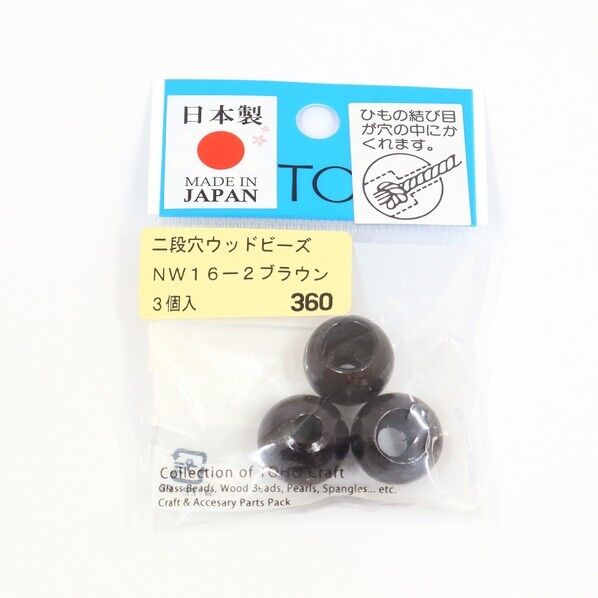 日本製
MADE IN
JAPAN
TO
ひもの結び目
が穴の中にか
くれます。
二段穴ウッドビーズ
NW16ー2ブラウン
3個入 360
Collection of TOHO Craft
Glass Beads, Wood Beads, Pearls, Spangles... etc.
Craft & Accesary Parts Pack